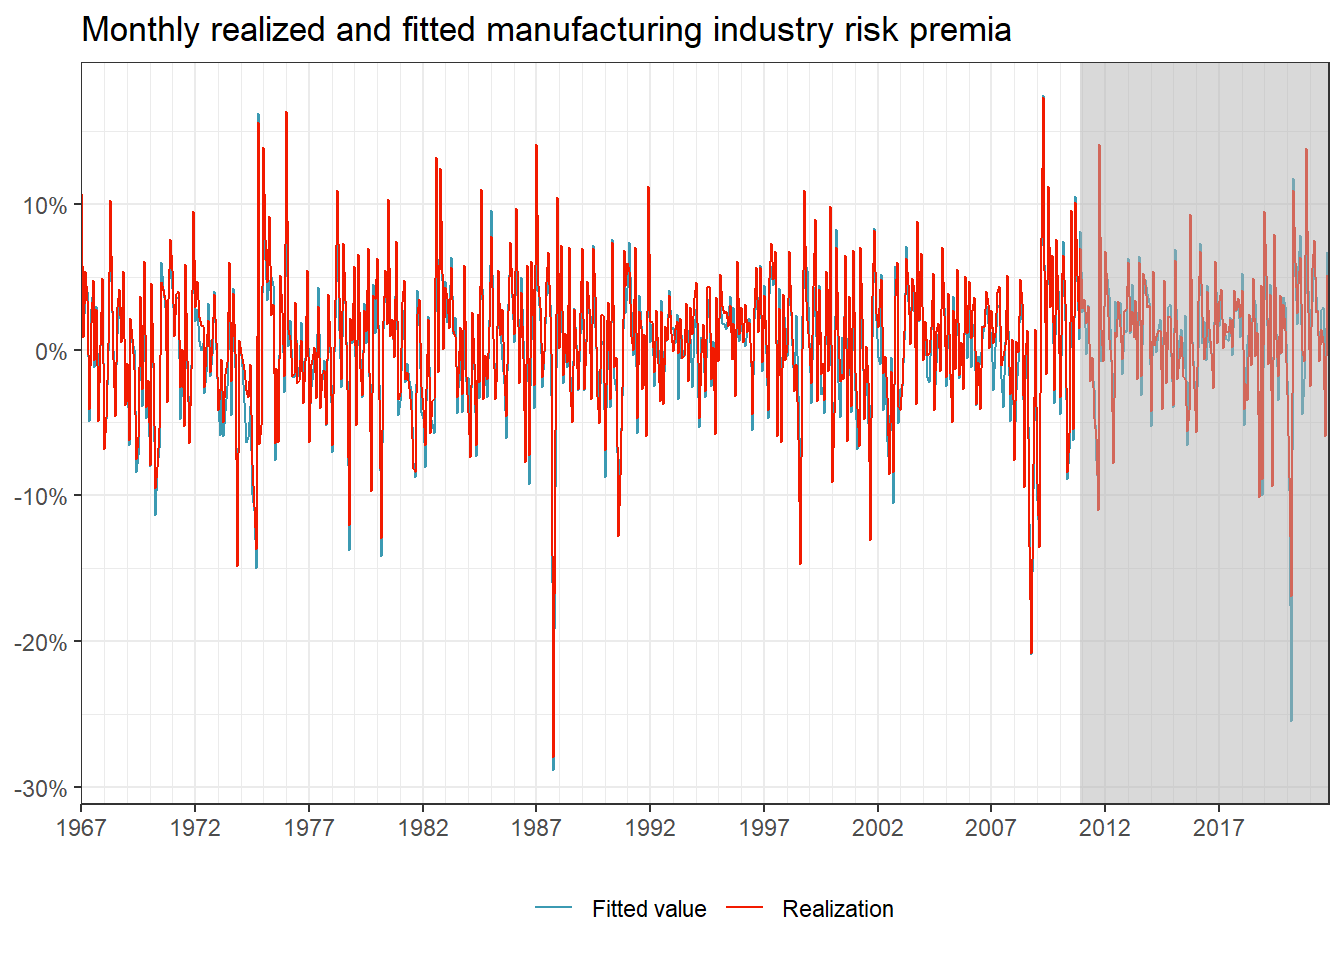 Monthly realized and fitted manufacturing industry risk premia
10%
0%
-10%
-20%
-30%
1967 1972 1977 1982 1987 1992 1997 2002 2007 2012 2017
Fitted value Realization